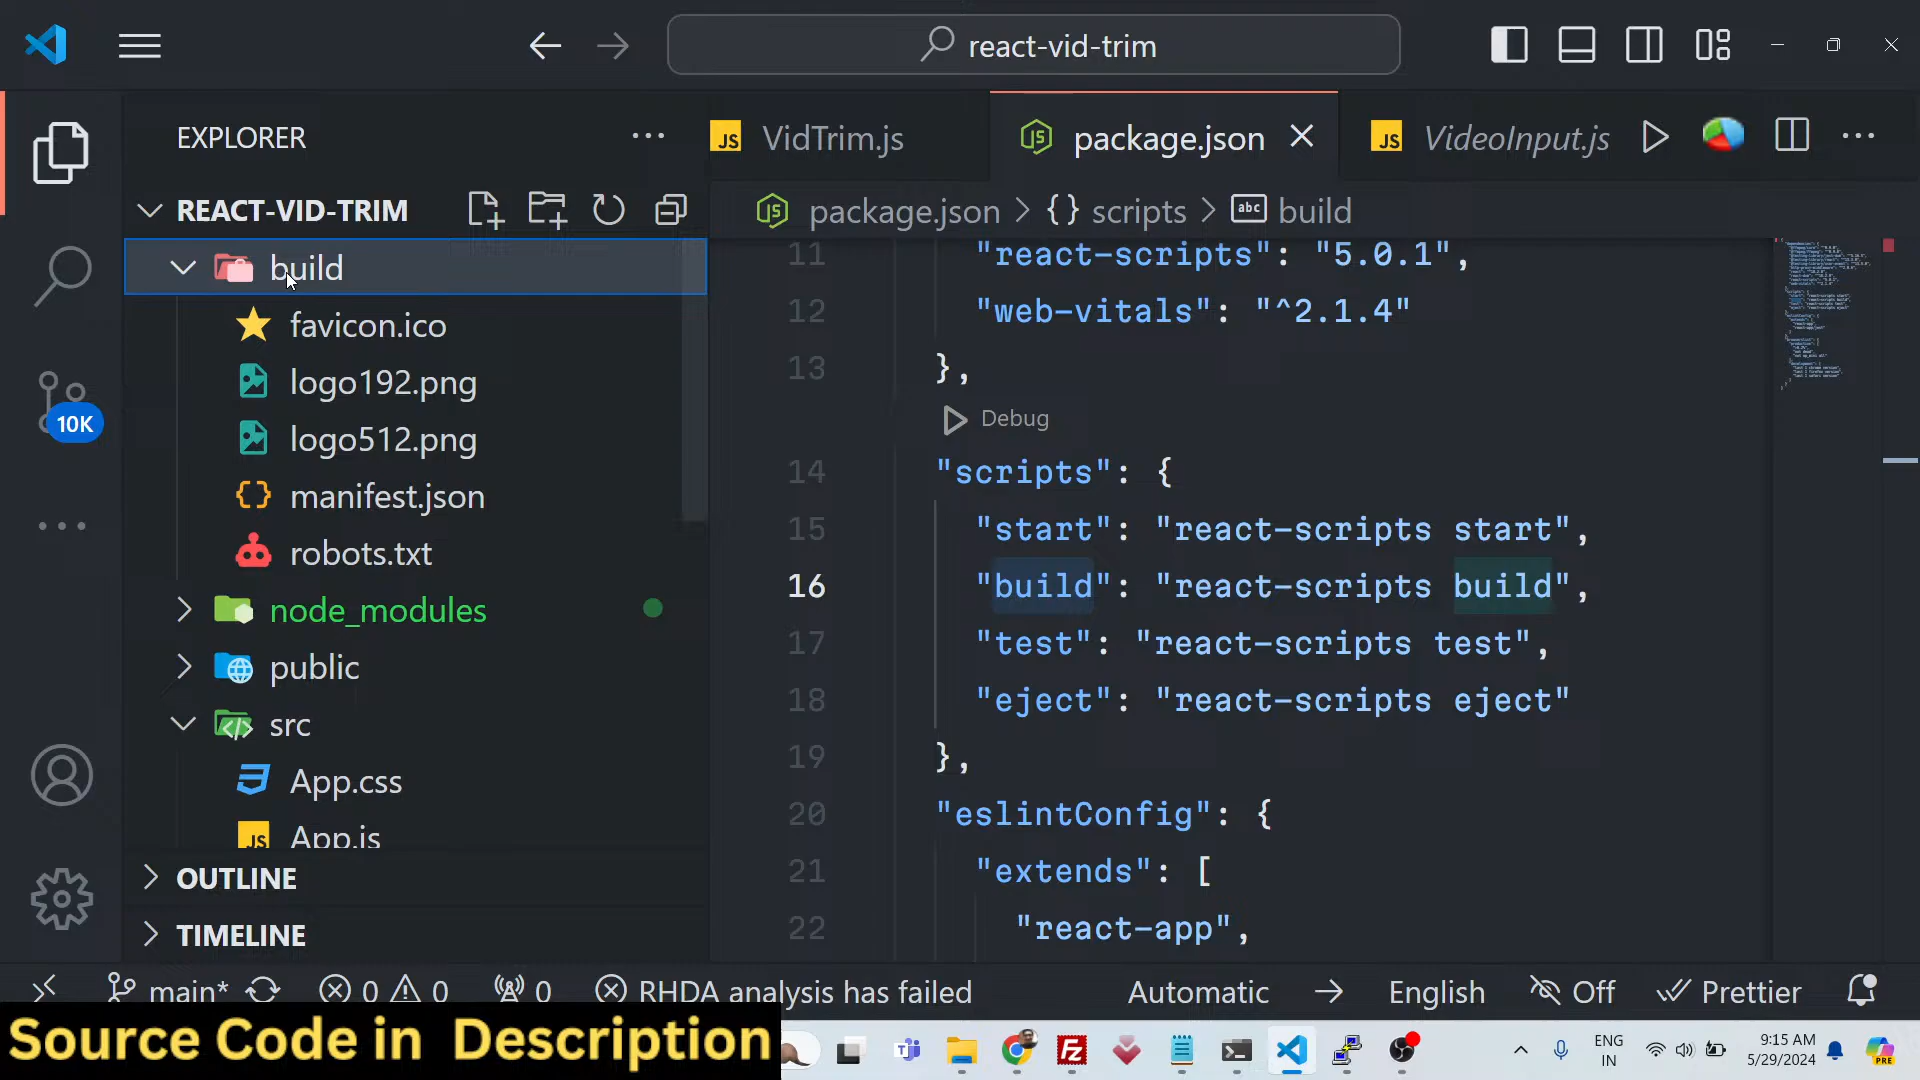 react-vid-trim
EXPLORER
VidTrim.js
package.json
VideoInput.js
REACT-VID-TRIM
package.json > {} scripts > abc build
build
favicon.ico
logo192.png
logo512.png
manifest.json
robots.txt
node_modules
public
src
App.css
App.js
OUTLINE
TIMELINE
10K
11 "react-scripts": "5.0.1",
12 "web-vitals": "^2.1.4"
13 },
Debug
14 "scripts": {
15 "start": "react-scripts start",
16 "build": "react-scripts build",
17 "test": "react-scripts test",
18 "eject": "react-scripts eject"
19 },
20 "eslintConfig": {
21 "extends": [
22 "react-app",
main* 0 0 0 RHDA analysis has failed Automatic English Off Prettier
Source Code in Description
ENG
IN
9:15 AM
5/29/2024